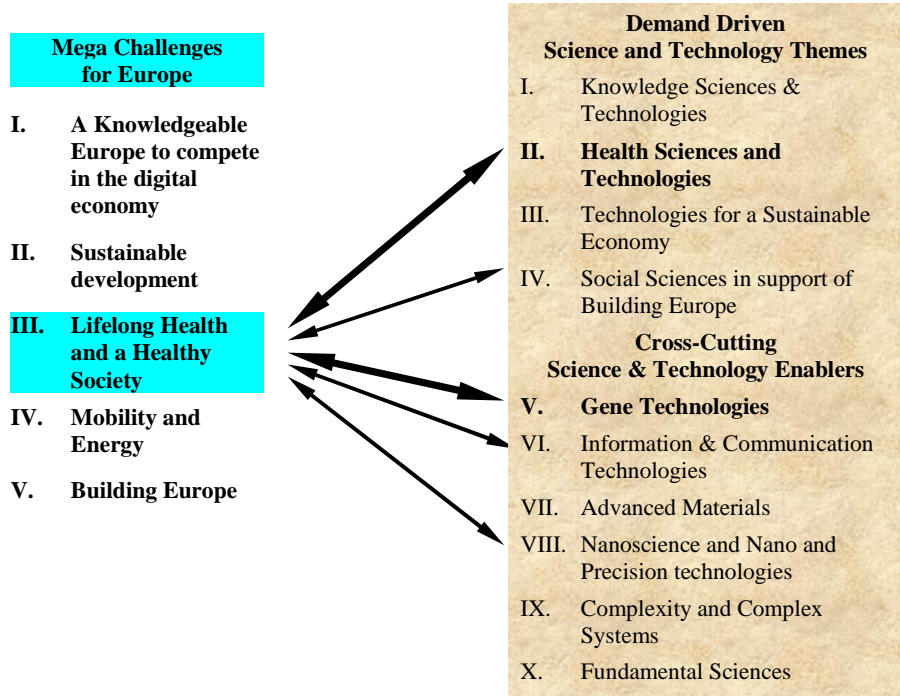 Mega Challenges
for Europe
I. A Knowledgeable
Europe to compete
in the digital
economy
II. Sustainable
development
III. Lifelong Health
and a Healthy
Society
IV. Mobility and
Energy
V. Building Europe
Demand Driven
Science and Technology Themes
I. Knowledge Sciences &
Technologies
II. Health Sciences and
Technologies
III. Technologies for a Sustainable
Economy
IV. Social Sciences in support of
Building Europe
Cross-Cutting
Science & Technology Enablers
V. Gene Technologies
VI. Information & Communication
Technologies
VII. Advanced Materials
VIII. Nanoscience and Nano and
Precision technologies
IX. Complexity and Complex
Systems
X. Fundamental Sciences